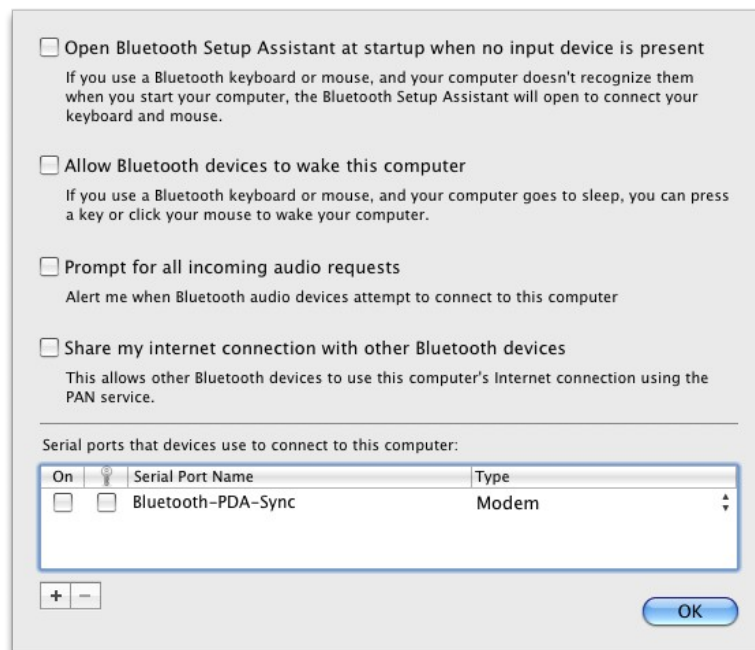 Open Bluetooth Setup Assistant at startup when no input device is present
If you use a Bluetooth keyboard or mouse, and your computer doesn't recognize them
when you start your computer, the Bluetooth Setup Assistant will open to connect your
keyboard and mouse.
Allow Bluetooth devices to wake this computer
If you use a Bluetooth keyboard or mouse, and your computer goes to sleep, you can press
a key or click your mouse to wake your computer.
Prompt for all incoming audio requests
Alert me when Bluetooth audio devices attempt to connect to this computer
Share my internet connection with other Bluetooth devices
This allows other Bluetooth devices to use this computer's Internet connection using the
PAN service.
Serial ports that devices use to connect to this computer:
On Serial Port Name Type
Bluetooth-PDA-Sync Modem
+ −
OK